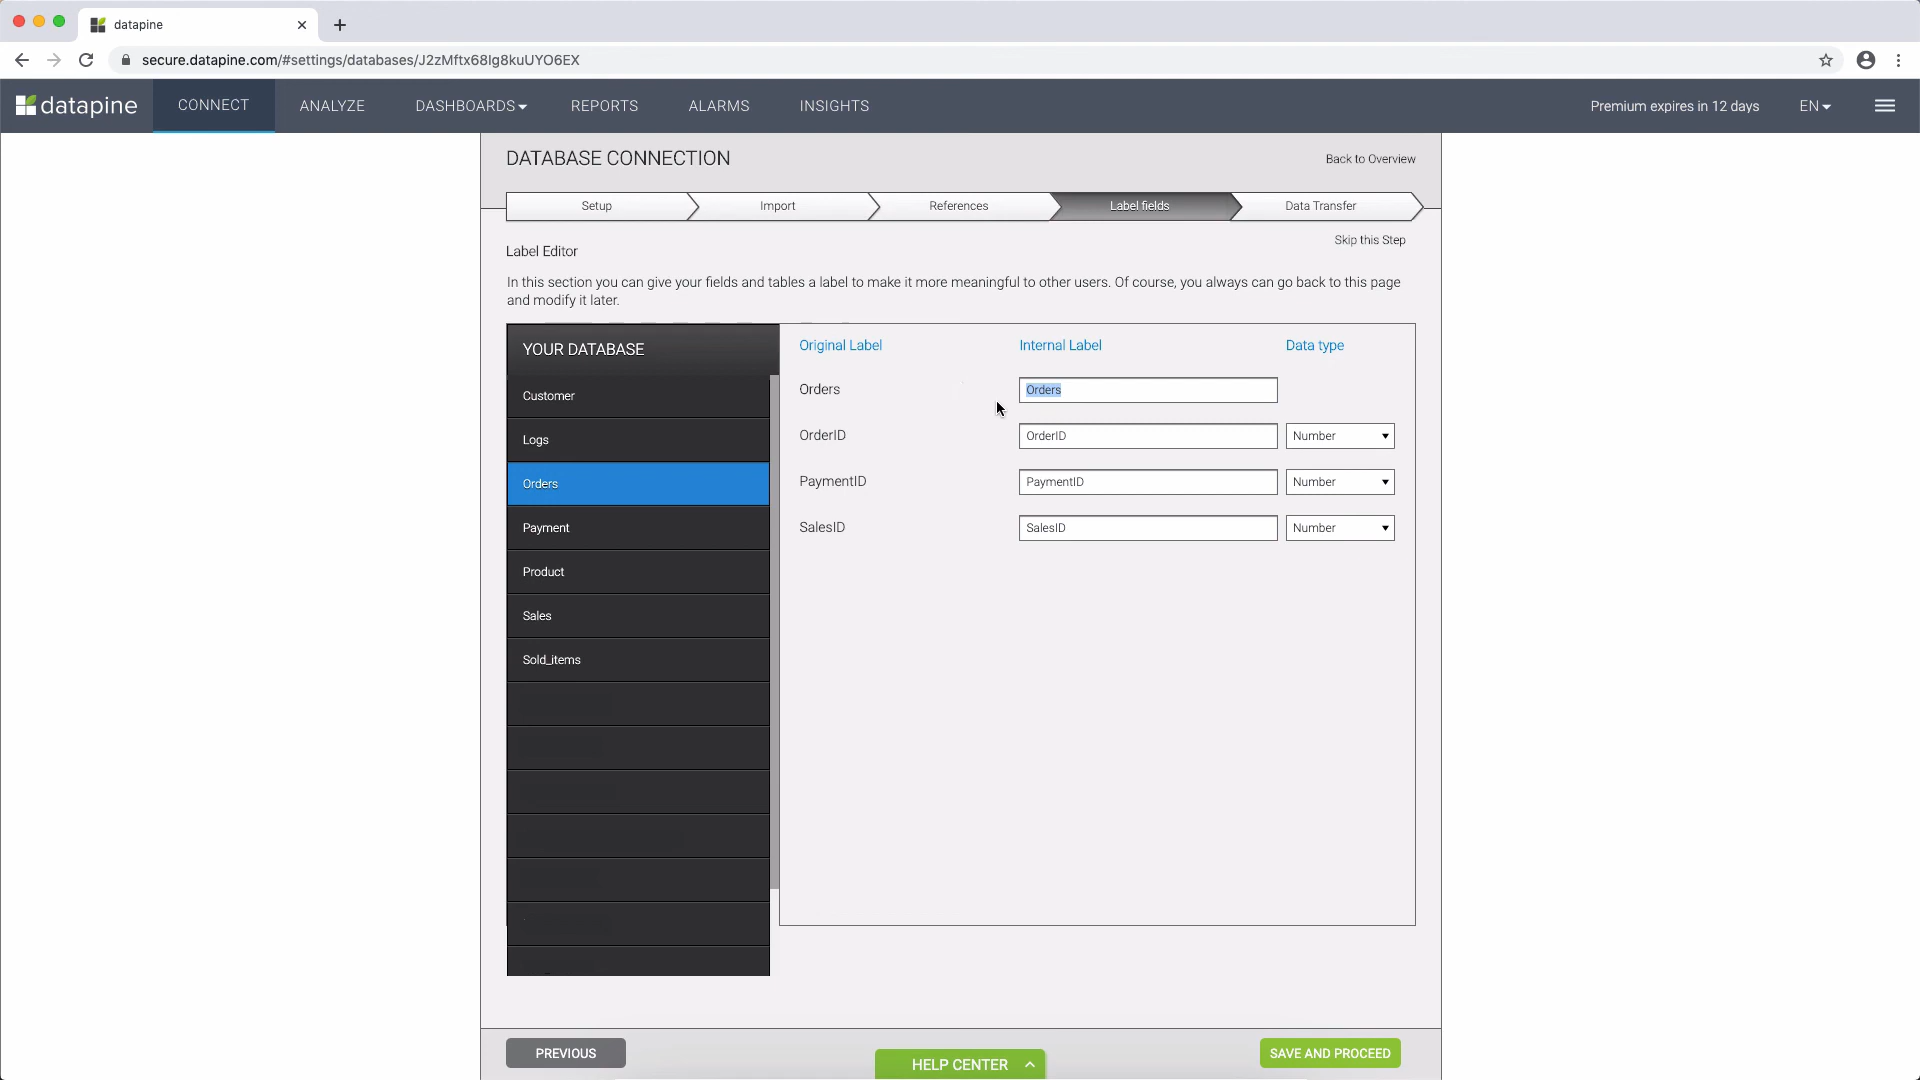 datapine
secure.datapine.com/#settings/databases/J2zMftx68Ig8kuUYO6EX
datapine
CONNECT
ANALYZE
DASHBOARDS
REPORTS
ALARMS
INSIGHTS
Premium expires in 12 days
EN
DATABASE CONNECTION
Back to Overview
Setup
Import
References
Label fields
Data Transfer
Skip this Step
Label Editor
In this section you can give your fields and tables a label to make it more meaningful to other users. Of course, you always can go back to this page
and modify it later.
YOUR DATABASE
Customer
Logs
Orders
Payment
Product
Sales
Sold_items
Original Label
Internal Label
Data type
Orders
Orders
OrderID
OrderID
Number
PaymentID
PaymentID
Number
SalesID
SalesID
Number
PREVIOUS
HELP CENTER
SAVE AND PROCEED